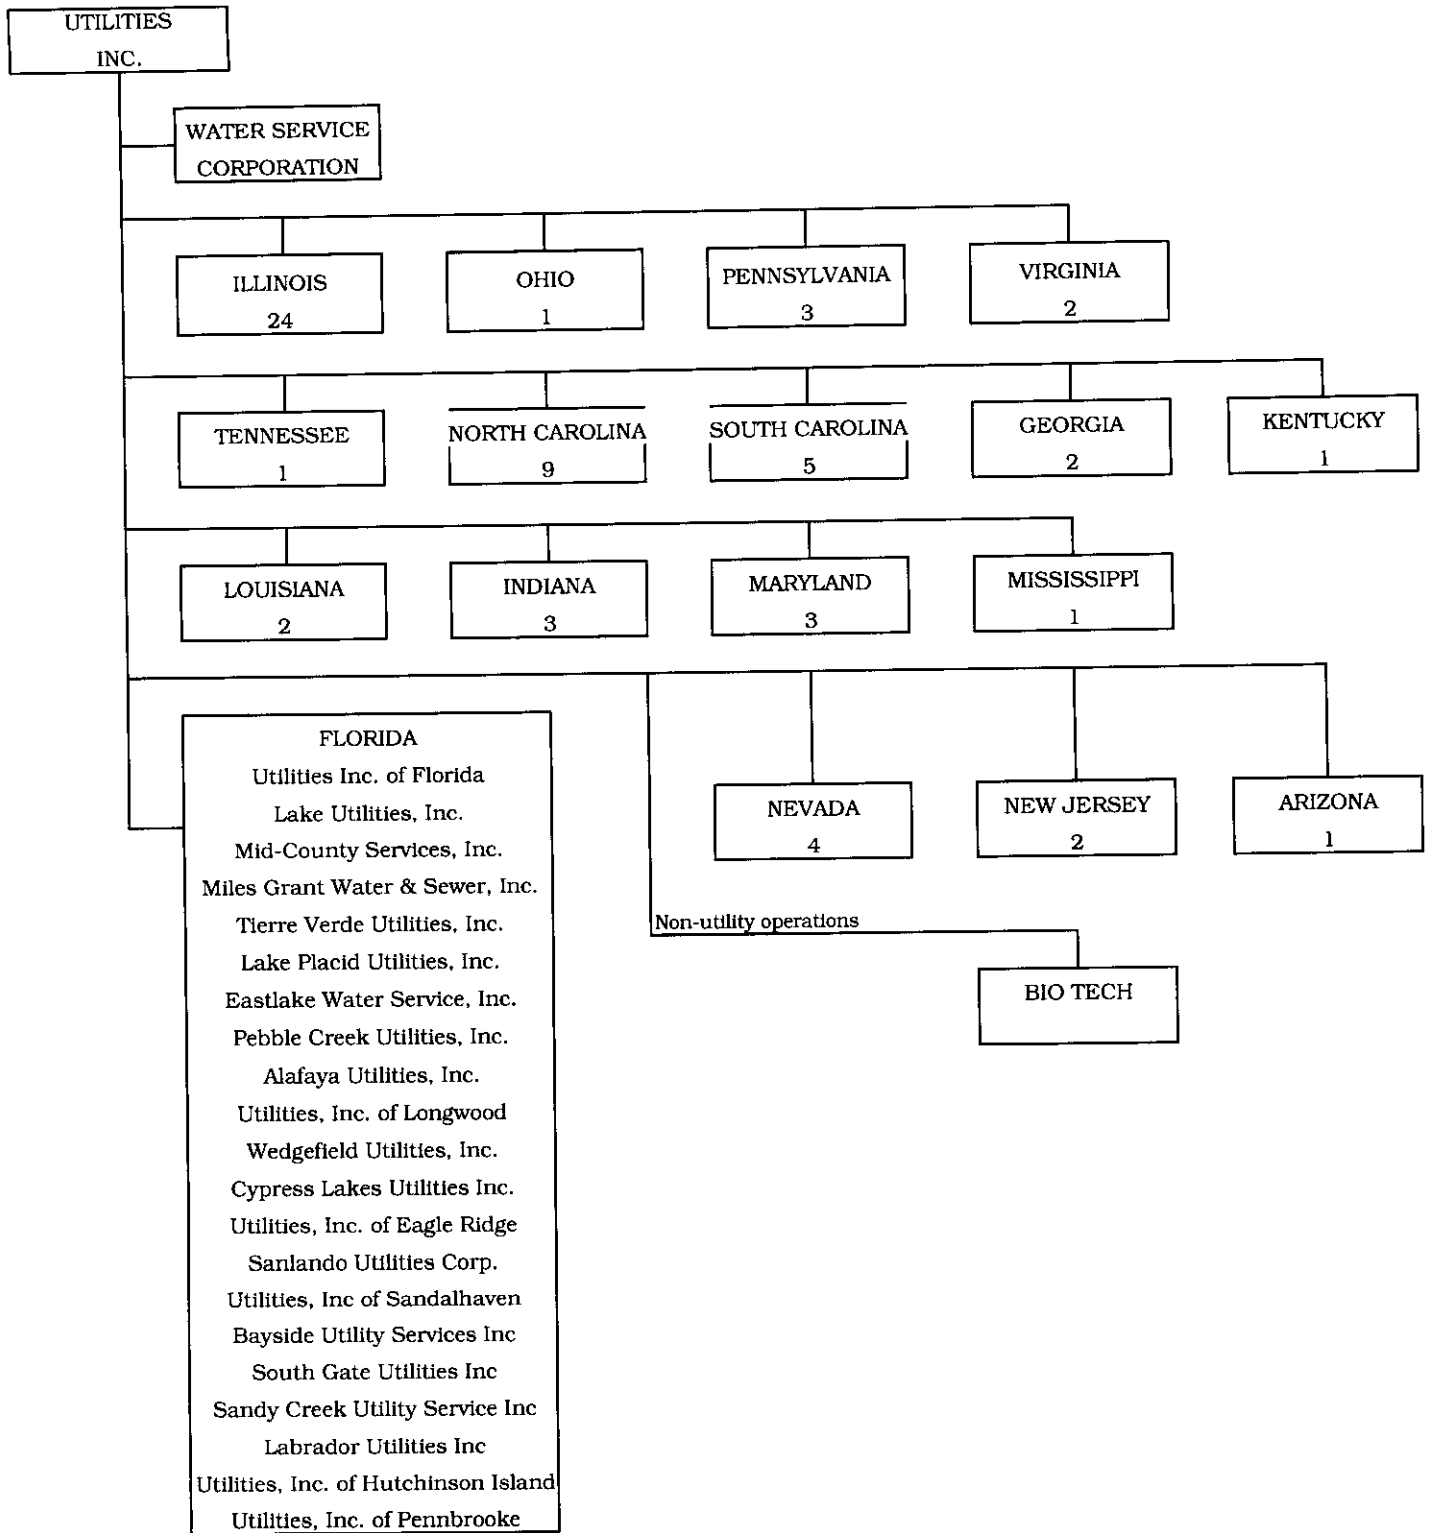 UTILITIES
INC.
WATER SERVICE
CORPORATION
ILLINOIS
24
OHIO
1
PENNSYLVANIA
3
VIRGINIA
2
TENNESSEE
1
NORTH CAROLINA
9
SOUTH CAROLINA
5
GEORGIA
2
KENTUCKY
1
LOUISIANA
2
INDIANA
3
MARYLAND
3
MISSISSIPPI
1
FLORIDA
Utilities Inc. of Florida
Lake Utilities, Inc.
Mid-County Services, Inc.
Miles Grant Water & Sewer, Inc.
Tierre Verde Utilities, Inc.
Lake Placid Utilities, Inc.
Eastlake Water Service, Inc.
Pebble Creek Utilities, Inc.
Alafaya Utilities, Inc.
Utilities, Inc. of Longwood
Wedgefield Utilities, Inc.
Cypress Lakes Utilities Inc.
Utilities, Inc. of Eagle Ridge
Sanlando Utilities Corp.
Utilities, Inc of Sandalhaven
Bayside Utility Services Inc
South Gate Utilities Inc
Sandy Creek Utility Service Inc
Labrador Utilities Inc
Utilities, Inc. of Hutchinson Island
Utilities, Inc. of Pennbrooke
NEVADA
4
NEW JERSEY
2
ARIZONA
1
Non-utility operations
BIO TECH